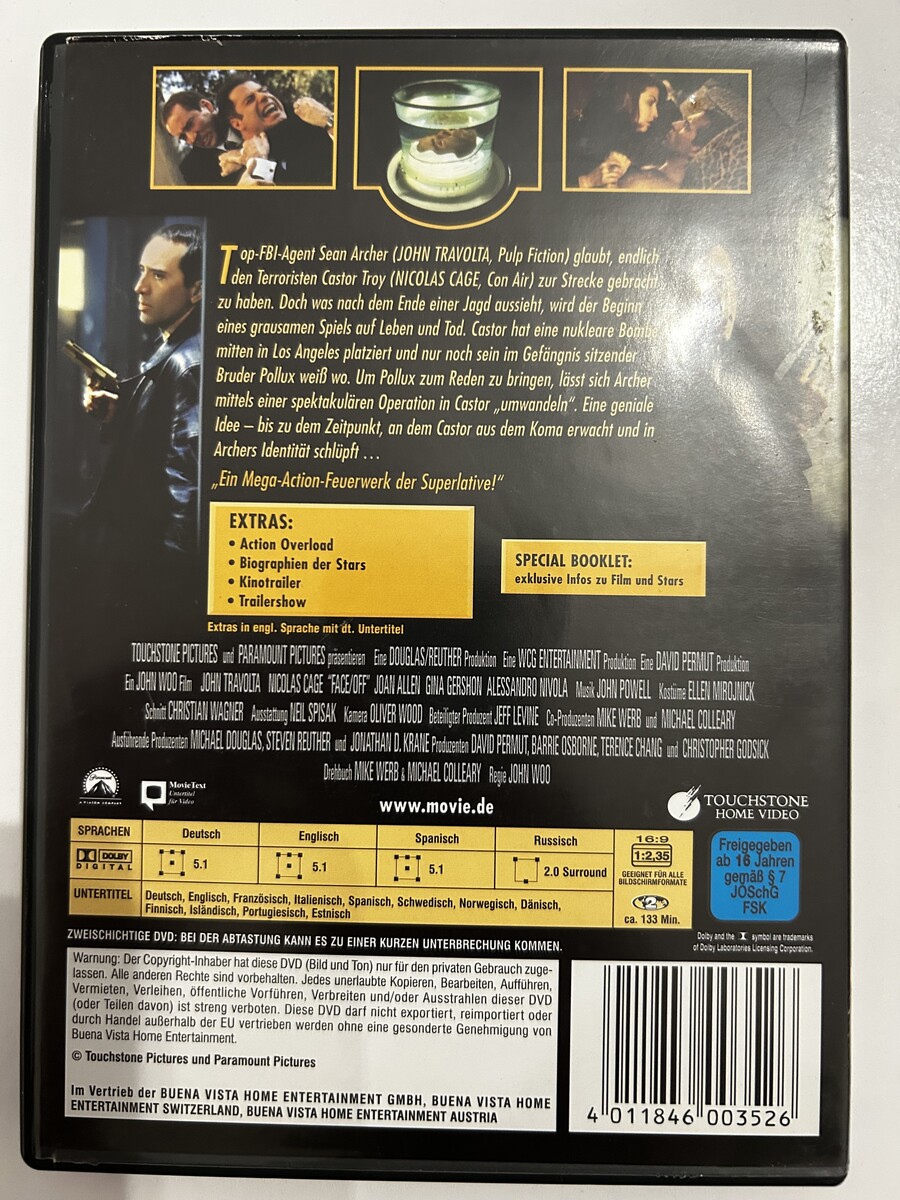 Top-FBI-Agent Sean Archer (JOHN TRAVOLTA, Pulp Fiction) glaubt, endlich
den Terroristen Castor Troy (NICOLAS CAGE, Con Air) zur Strecke gebracht
zu haben. Doch was nach dem Ende einer Jagd aussieht, wird der Beginn
eines grausamen Spiels auf Leben und Tod. Castor hat eine nukleare Bombe
mitten in Los Angeles platziert und nur noch sein im Gefängnis sitzender
Bruder Pollux weiß wo. Um Pollux zum Reden zu bringen, lässt sich Archer
mittels einer spektakulären Operation in Castor „umwandeln“. Eine geniale
Idee – bis zu dem Zeitpunkt, an dem Castor aus dem Koma erwacht und in
Archers Identität schlüpft ...
„Ein Mega-Action-Feuerwerk der Superlative!“
EXTRAS:
• Action Overload
• Biographien der Stars
• Kinotrailer
• Trailershow
SPECIAL BOOKLET:
exklusive Infos zu Film und Stars
Extras in engl. Sprache mit dt. Untertitel
TOUCHSTONE PICTURES und PARAMOUNT PICTURES präsentieren Eine DOUGLAS/REUTHER Produktion Eine WCG ENTERTAINMENT Produktion Eine DAVID PERMUT Produktion
Ein JOHN WOO Film JOHN TRAVOLTA NICOLAS CAGE "FACE/OFF" JOAN ALLEN GINA GERSHON ALESSANDRO NIVOLA Musik JOHN POWELL Kostüme ELLEN MIROJNICK
Schnitt CHRISTIAN WAGNER Ausstattung NEIL SPISAK Kamera OLIVER WOOD Beteiligter Produzent JEFF LEVINE Co-Produzenten MIKE WERB und MICHAEL COLLEARY
Ausführende Produzenten MICHAEL DOUGLAS, STEVEN REUTHER und JONATHAN D. KRANE Produzenten DAVID PERMUT, BARRIE OSBORNE, TERENCE CHANG und CHRISTOPHER GODSICK
Drehbuch MIKE WERB & MICHAEL COLLEARY Regie JOHN WOO
Paramount
A VIACOM COMPANY
MovieText
Untertitel
für Video
www.movie.de
TOUCHSTONE
HOME VIDEO
SPRACHEN Deutsch Englisch Spanisch Russisch
DOLBY
DIGITAL
5.1 5.1 5.1 2.0 Surround
UNTERTITEL
Deutsch, Englisch, Französisch, Italienisch, Spanisch, Schwedisch, Norwegisch, Dänisch,
Finnisch, Isländisch, Portugiesisch, Estnisch
16:9
1:2,35
GEEIGNET FÜR ALLE
BILDSCHIRMFORMATE
2
ca. 133 Min.
Freigegeben
ab 16 Jahren
gemäß § 7
JÖSchG
FSK
ZWEISCHICHTIGE DVD: BEI DER ABTASTUNG KANN ES ZU EINER KURZEN UNTERBRECHUNG KOMMEN.
Dolby and the symbol are trademarks
of Dolby Laboratories Licensing Corporation.
Warnung: Der Copyright-Inhaber hat diese DVD (Bild und Ton) nur für den privaten Gebrauch zuge-
lassen. Alle anderen Rechte sind vorbehalten. Jedes unerlaubte Kopieren, Bearbeiten, Aufführen,
Vermieten, Verleihen, öffentliche Vorführen, Verbreiten und/oder Ausstrahlen dieser DVD
(oder Teilen davon) ist streng verboten. Diese DVD darf nicht exportiert, reimportiert oder
durch Handel außerhalb der EU vertrieben werden ohne eine gesonderte Genehmigung von
Buena Vista Home Entertainment.
© Touchstone Pictures und Paramount Pictures
Im Vertrieb der BUENA VISTA HOME ENTERTAINMENT GMBH, BUENA VISTA HOME
ENTERTAINMENT SWITZERLAND, BUENA VISTA HOME ENTERTAINMENT AUSTRIA
4 011846 003526